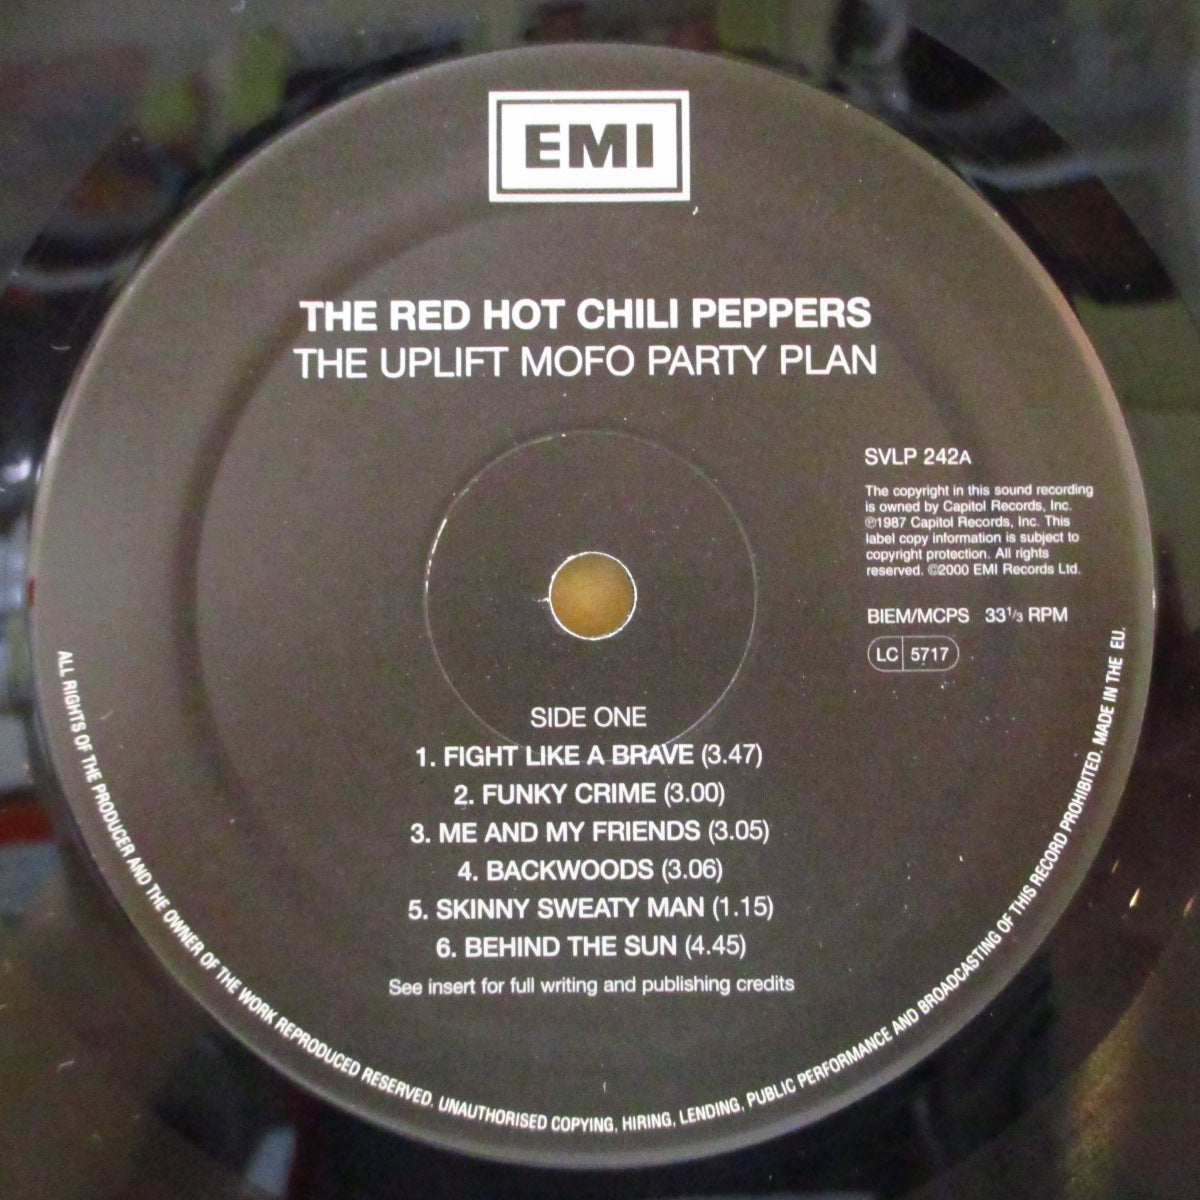 EMI
THE RED HOT CHILI PEPPERS
THE UPLIFT MOFO PARTY PLAN
SVLP 242A
The copyright in this sound recording
is owned by Capitol Records, Inc.
℗1987 Capitol Records, Inc. This
label copy information is subject to
copyright protection. All rights
reserved. ©2000 EMI Records Ltd.
BIEM/MCPS 33⅓ RPM
LC 5717
SIDE ONE
1. FIGHT LIKE A BRAVE (3.47)
2. FUNKY CRIME (3.00)
3. ME AND MY FRIENDS (3.05)
4. BACKWOODS (3.06)
5. SKINNY SWEATY MAN (1.15)
6. BEHIND THE SUN (4.45)
See insert for full writing and publishing credits
ALL RIGHTS OF THE PRODUCER AND THE OWNER OF THE WORK REPRODUCED RESERVED. UNAUTHORISED COPYING, HIRING, LENDING, PUBLIC PERFORMANCE AND BROADCASTING OF THIS RECORD PROHIBITED. MADE IN THE EU.